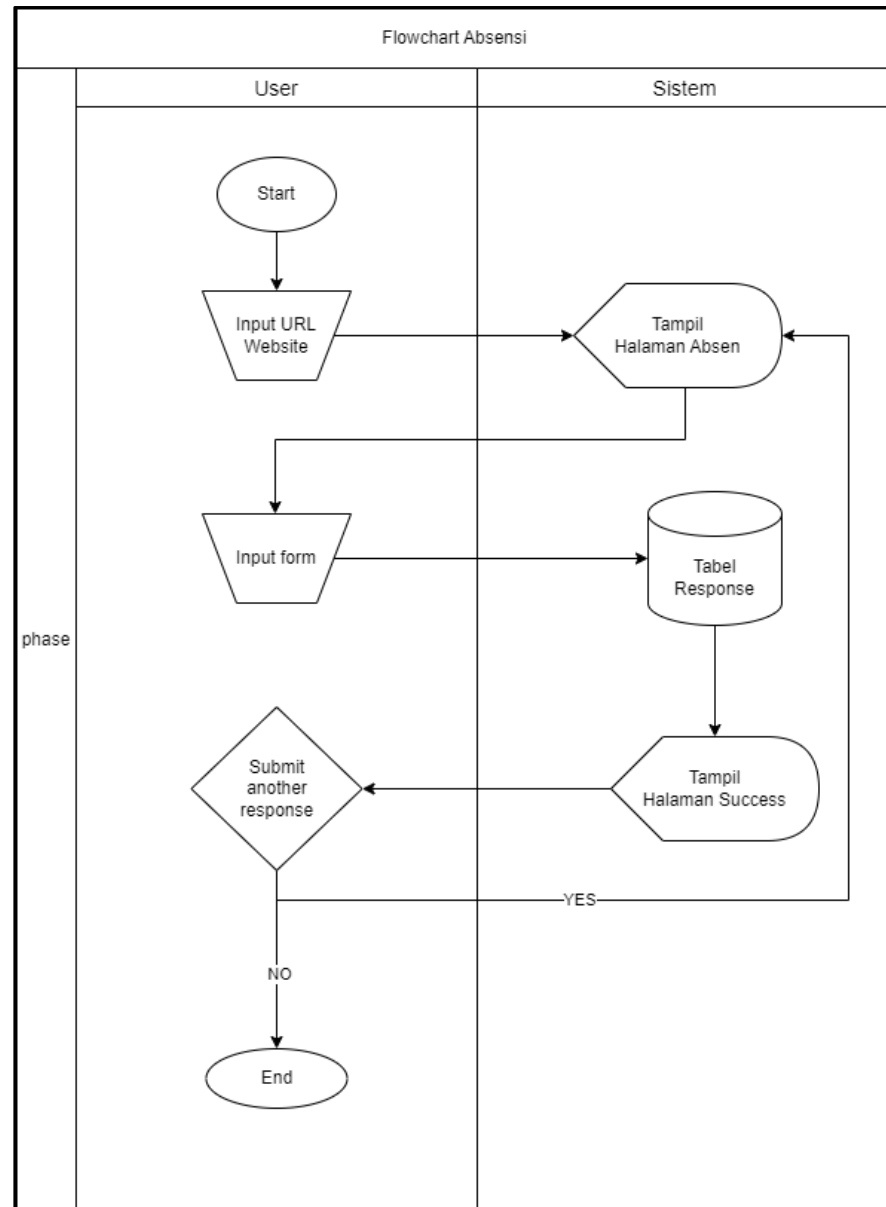 Flowchart Absensi
User
Sistem
Start
Input URL
Website
Tampil
Halaman Absen
Input form
Tabel
Response
phase
Submit
another
response
Tampil
Halaman Success
YES
NO
End